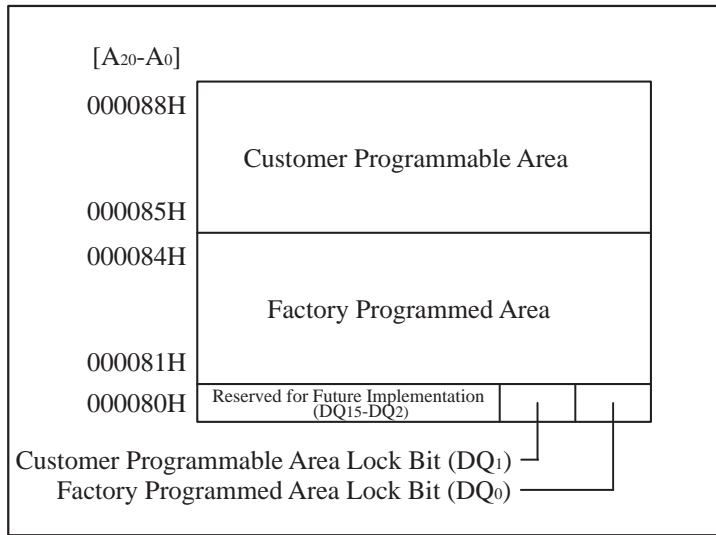 [A20-A0]
000088H
Customer Programmable Area
000085H
000084H
Factory Programmed Area
000081H
000080H
Reserved for Future Implementation
(DQ15-DQ2)
Customer Programmable Area Lock Bit (DQ1)
Factory Programmed Area Lock Bit (DQ0)